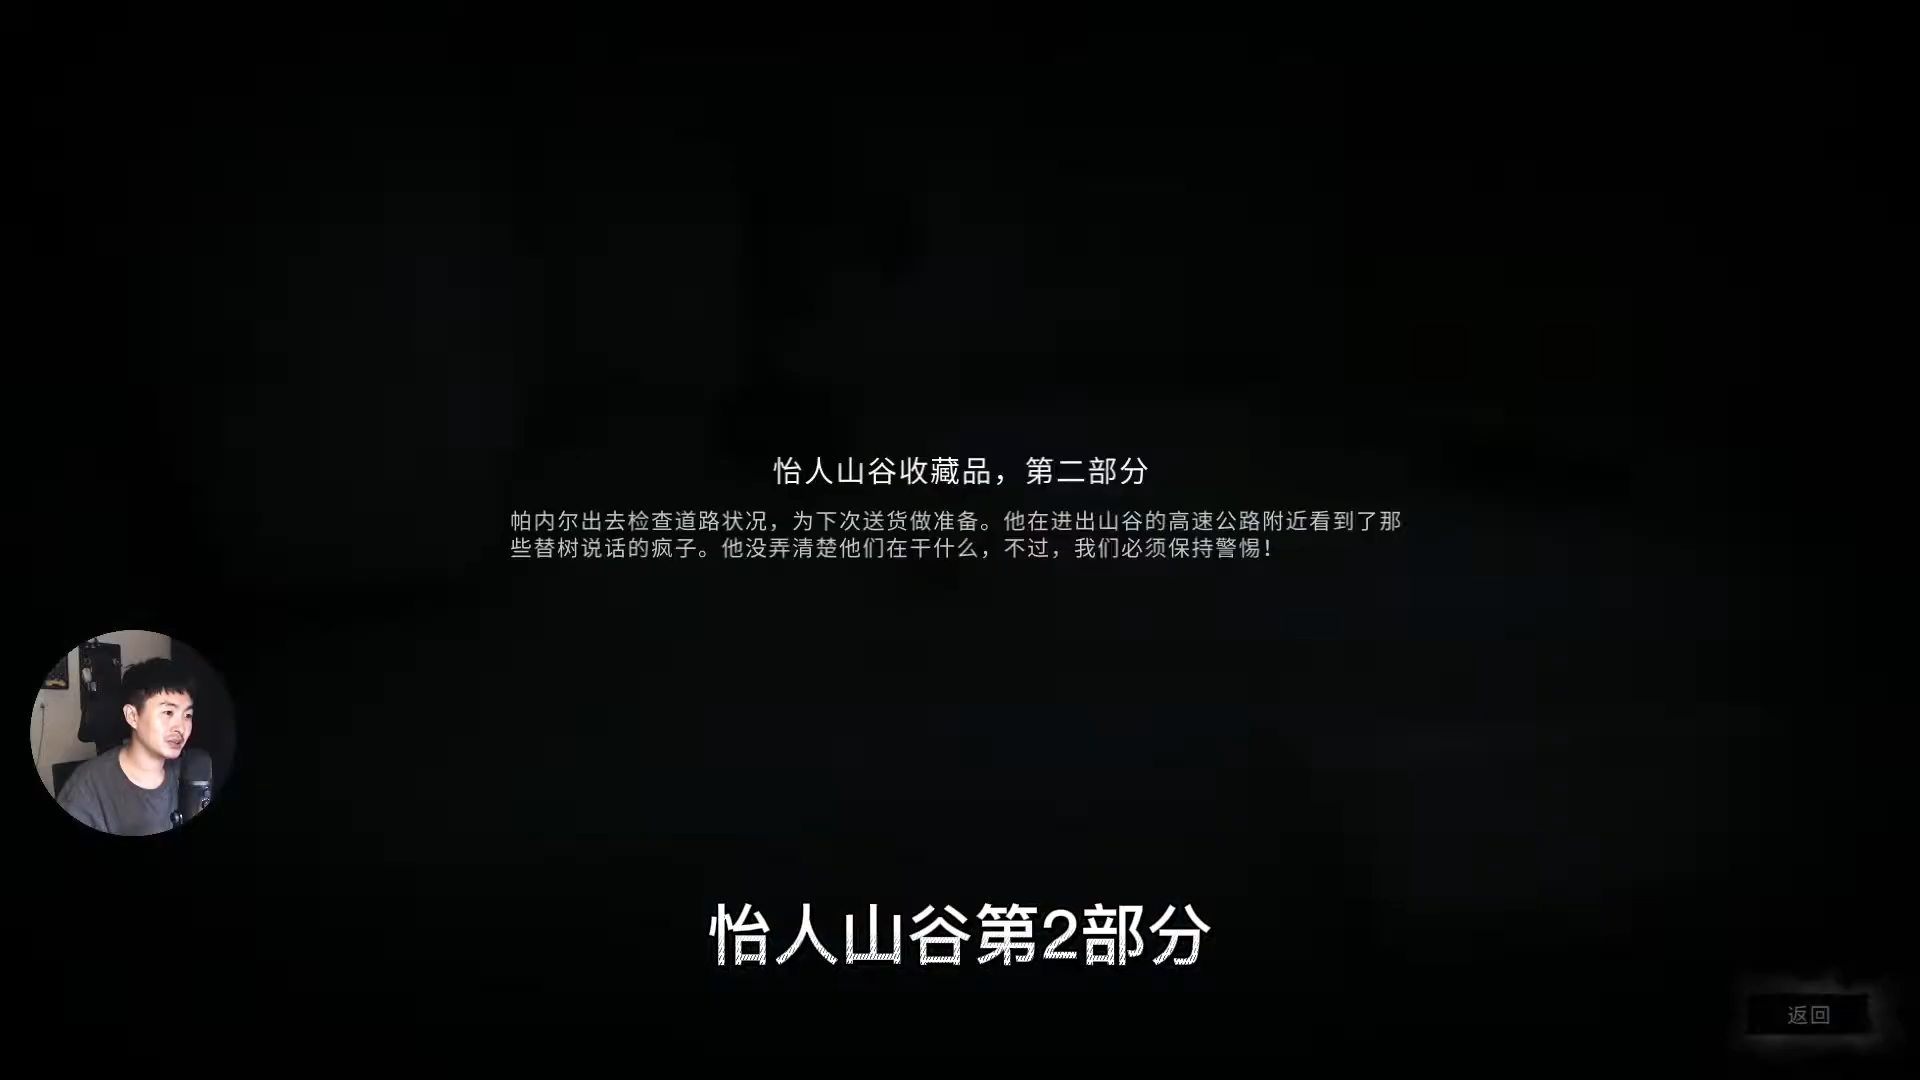 怡人山谷收藏品，第二部分
帕内尔出去检查道路状况，为下次送货做准备。他在进出山谷的高速公路附近看到了那
些替树说话的疯子。他没弄清楚他们在干什么，不过，我们必须保持警惕！
怡人山谷第2部分
返回